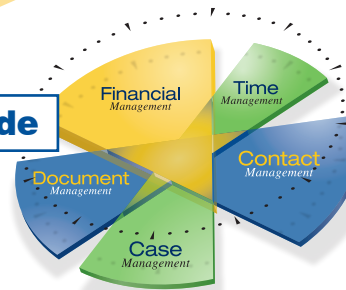 Financial
Management
Time
Management
de
Contact
Management
Document
Management
Case
Management